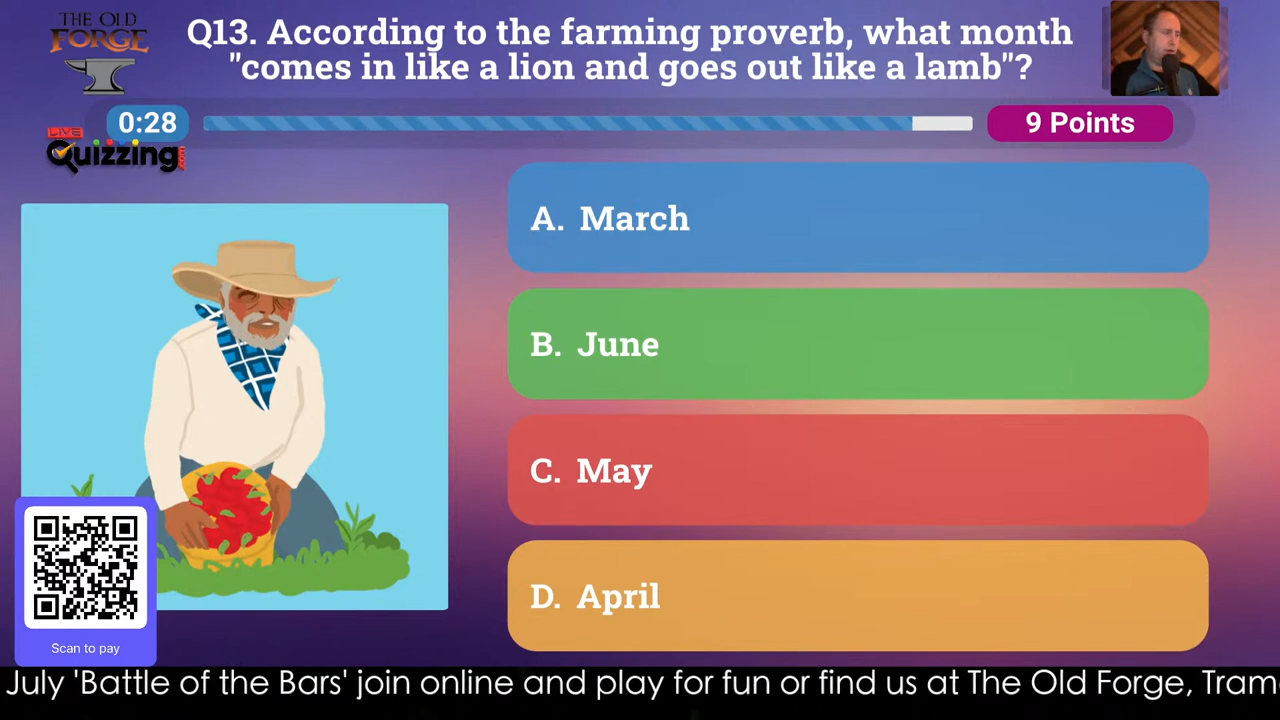 THE OLD
FORGE
Q13. According to the farming proverb, what month
"comes in like a lion and goes out like a lamb"?
0:28
9 Points
LIVE
Quizzing
.com
A. March
B. June
C. May
D. April
Scan to pay
July 'Battle of the Bars' join online and play for fun or find us at The Old Forge, Tram